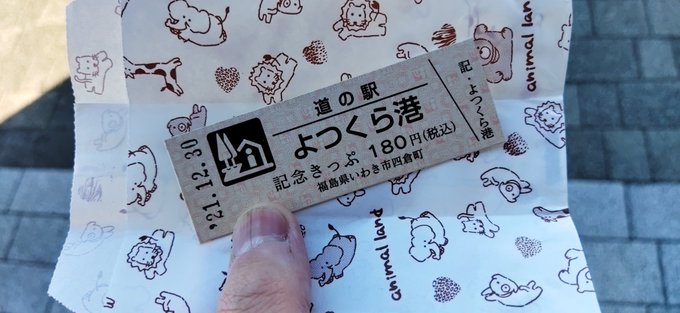 '21.12.30
道の駅
よつくら港
記念きっぷ 180円(税込)
福島県いわき市四倉町
記・よつくら港
animal land
animal land